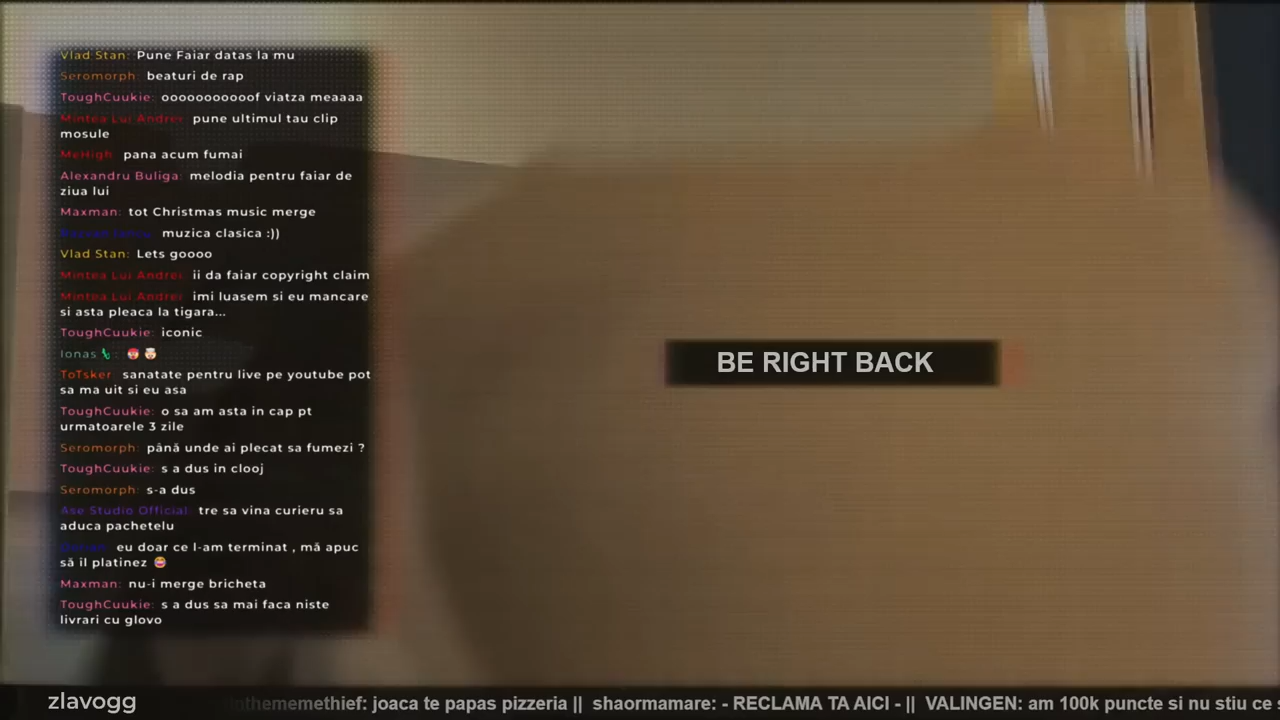 Vlad Stan: Pune Faiar datas la mu
Seromorph: beaturi de rap
ToughCuukie: ooooooooooof viatza meaaaa
Mintea Lui Andrei: pune ultimul tau clip
mosule
MeHigh: pana acum fumai
Alexandru Buliga: melodia pentru faiar de
ziua lui
Maxman: tot Christmas music merge
muzica clasica :))
Vlad Stan: Lets goooo
Mintea Lui Andrei: ii da faiar copyright claim
Mintea Lui Andrei: imi luasem si eu mancare
si asta pleaca la tigara...
ToughCuukie: iconic
Ionas 🦎: 😡 🤯
ToTsker: sanatate pentru live pe youtube pot
sa ma uit si eu asa
ToughCuukie: o sa am asta in cap pt
urmatoarele 3 zile
Seromorph: până unde ai plecat sa fumezi ?
ToughCuukie: s a dus in clooj
Seromorph: s-a dus
Ase Studio Official: tre sa vina curieru sa
aduca pachetelu
eu doar ce l-am terminat , mă apuc
să îl platinez 😂
Maxman: nu-i merge bricheta
ToughCuukie: s a dus sa mai faca niste
livrari cu glovo
BE RIGHT BACK
zlavogg
inthememethief: joaca te papas pizzeria || shaormamare: - RECLAMA TA AICI - || VALINGEN: am 100k puncte si nu stiu ce